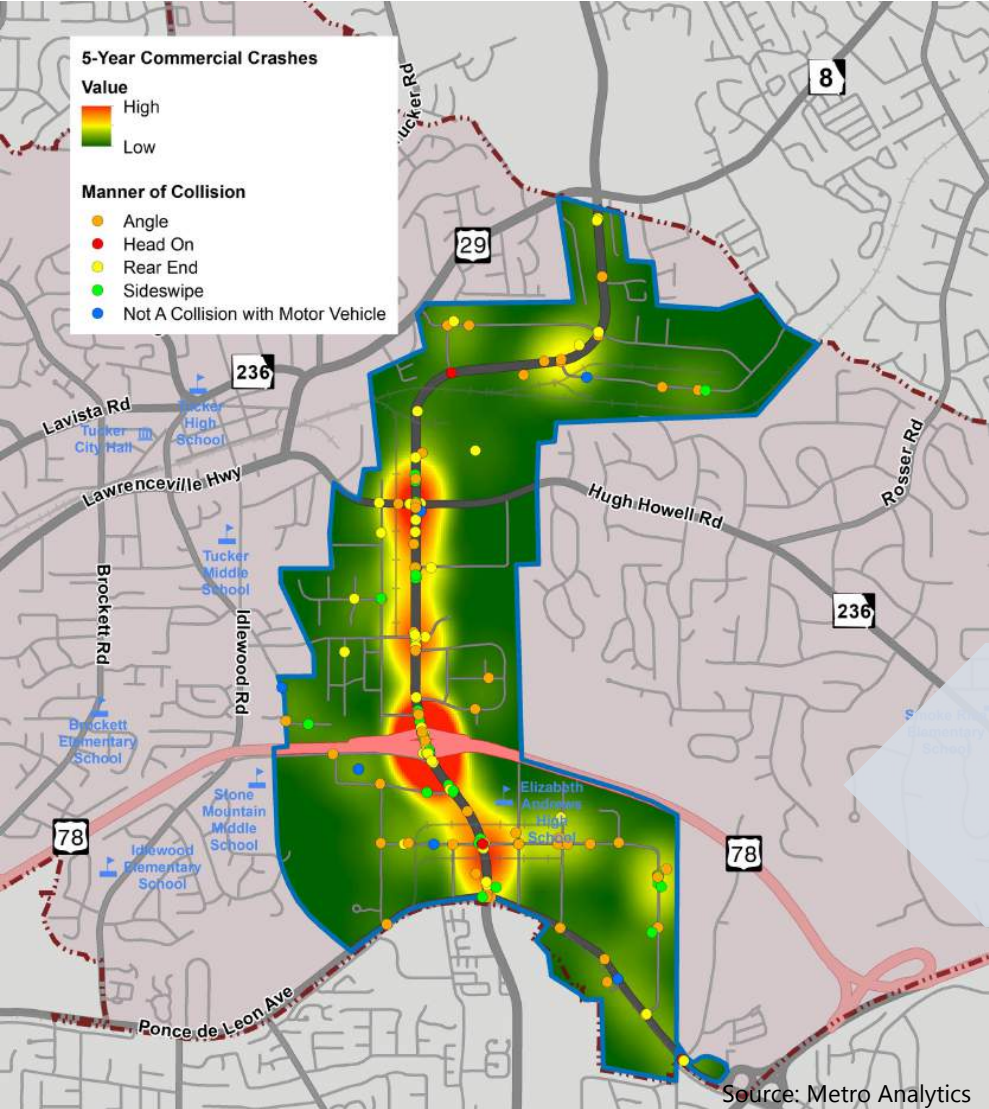 5-Year Commercial Crashes
Value
High
Low
Manner of Collision
Angle
Head On
Rear End
Sideswipe
Not A Collision with Motor Vehicle
8
29
236
Lavista Rd
Tucker
High
School
Tucker
City Hall
Lawrenceville Hwy
Hugh Howell Rd
Rosser Rd
Tucker
Middle
School
Brockett Rd
Idlewood Rd
236
Brockett
Elementary
School
Elementary
School
Stone
Mountain
Middle
School
Elizabeth
Andrews
High
School
78
78
Idlewood
Elementary
School
Ponce de Leon Ave
Source: Metro Analytics